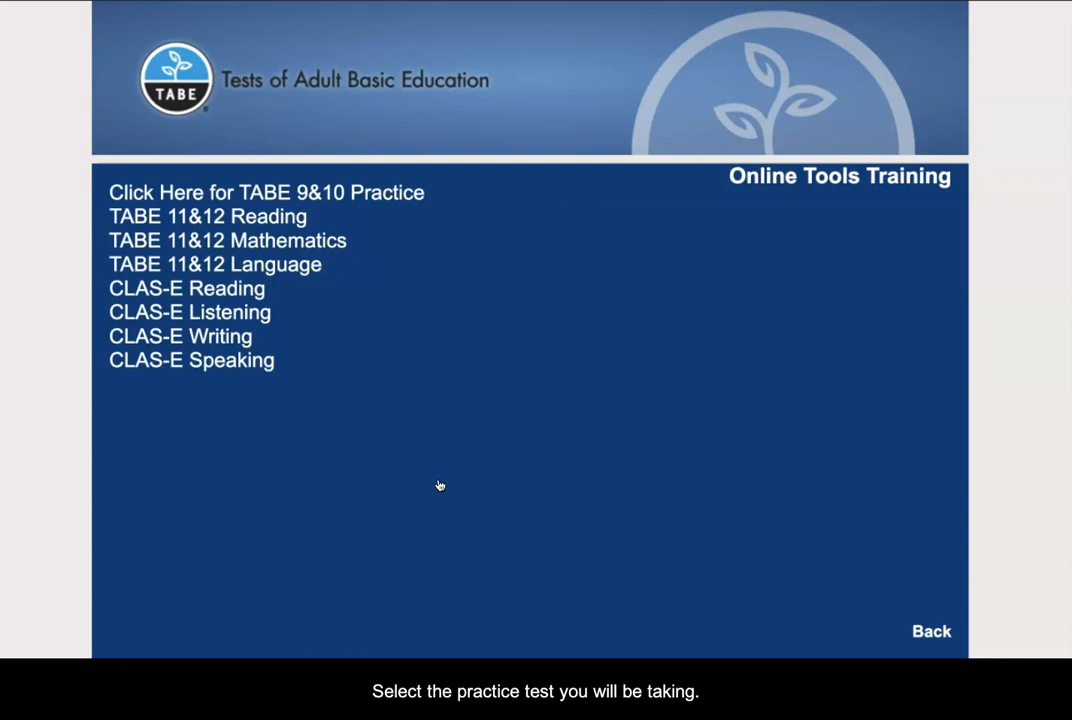 TABE
Tests of Adult Basic Education
Online Tools Training
Click Here for TABE 9&10 Practice
TABE 11&12 Reading
TABE 11&12 Mathematics
TABE 11&12 Language
CLAS-E Reading
CLAS-E Listening
CLAS-E Writing
CLAS-E Speaking
Back
Select the practice test you will be taking.